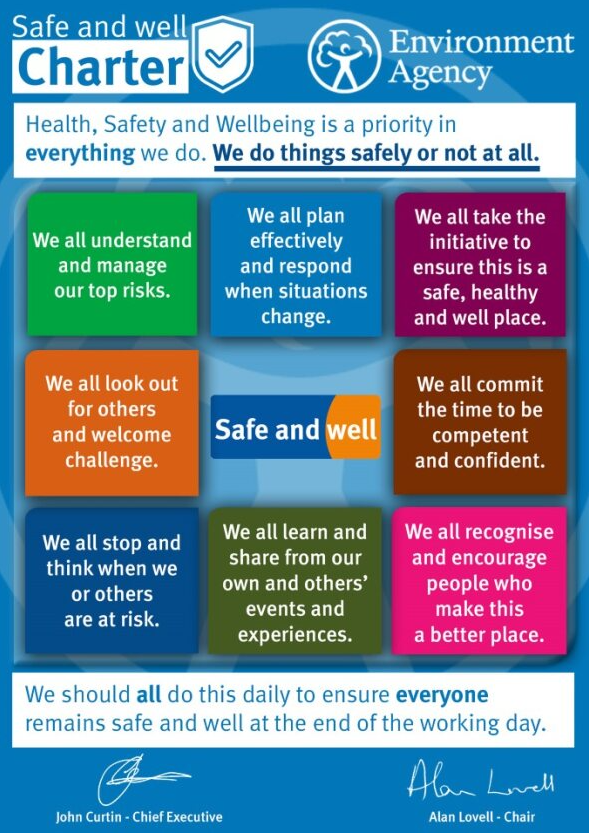 Safe and well
Charter
Environment
Agency
Health, Safety and Wellbeing is a priority in
everything we do. We do things safely or not at all.
We all understand
and manage
our top risks.
We all plan
effectively
and respond
when situations
change.
We all take the
initiative to
ensure this is a
safe, healthy
and well place.
We all look out
for others
and welcome
challenge.
Safe and well
We all commit
the time to be
competent
and confident.
We all stop and
think when we
or others
are at risk.
We all learn and
share from our
own and others’
events and
experiences.
We all recognise
and encourage
people who
make this
a better place.
We should all do this daily to ensure everyone
remains safe and well at the end of the working day.
Alan Lovell
John Curtin - Chief Executive
Alan Lovell - Chair